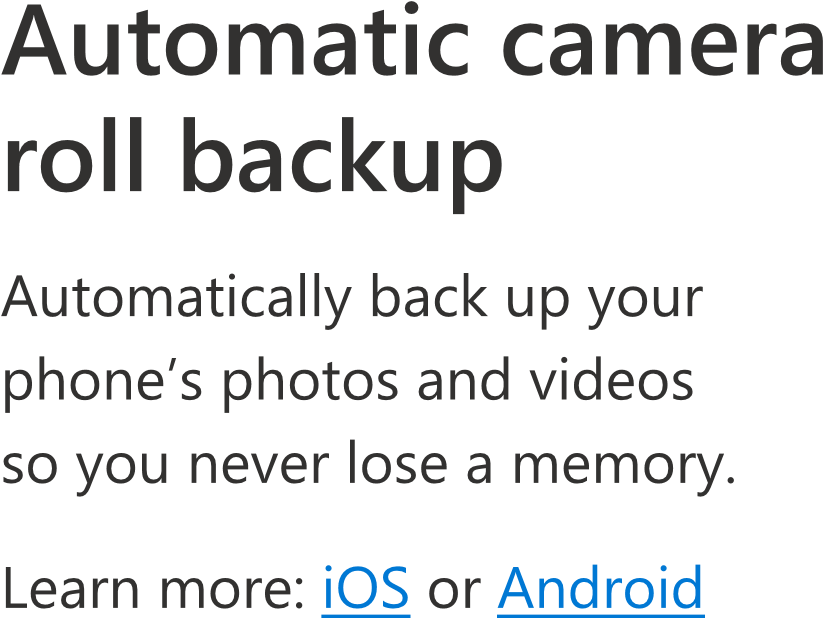 Automatic camera
roll backup
Automatically back up your
phone’s photos and videos
so you never lose a memory.
Learn more: iOS or Android